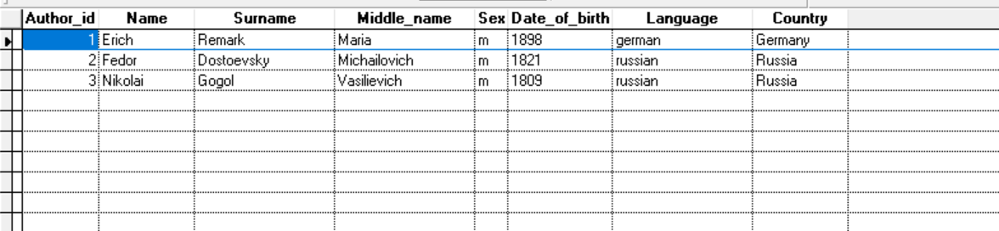 Author_id Name Surname Middle_name Sex Date_of_birth Language Country
1 Erich Remark Maria m 1898 german Germany
2 Fedor Dostoevsky Michailovich m 1821 russian Russia
3 Nikolai Gogol Vasilievich m 1809 russian Russia